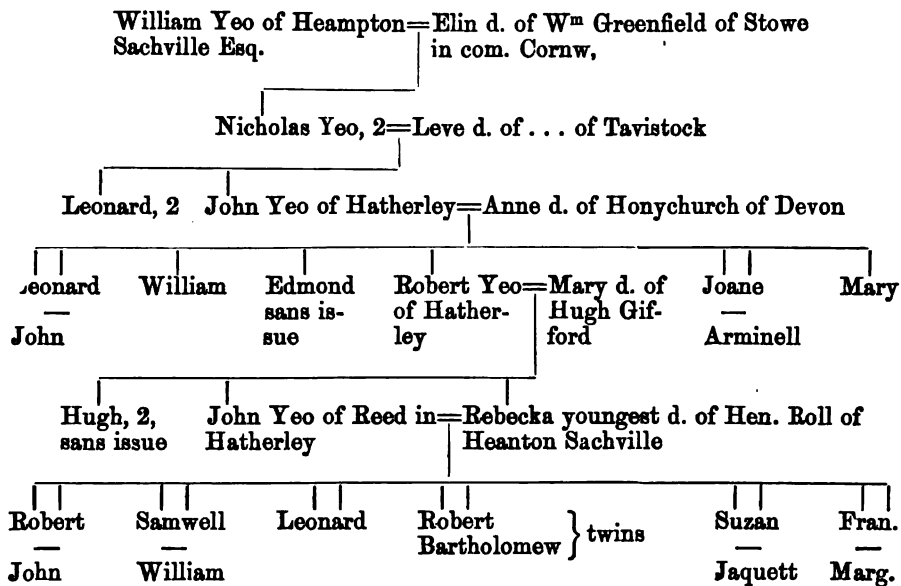 William Yeo of Heampton=Elin d. of Wᵐ Greenfield of Stowe
Sachville Esq. in com. Cornw,
Nicholas Yeo, 2=Leve d. of . . . of Tavistock
Leonard, 2 John Yeo of Hatherley=Anne d. of Honychurch of Devon
Leonard William Edmond Robert Yeo=Mary d. of Joane Mary
sans is- of Hather- Hugh Gif-
John sue ley ford Arminell
Hugh, 2, John Yeo of Reed in=Rebecka youngest d. of Hen. Roll of
sans issue Hatherley Heanton Sachville
Robert Samwell Leonard Robert Suzan Fran.
Bartholomew } twins
John William Jaquett Marg.